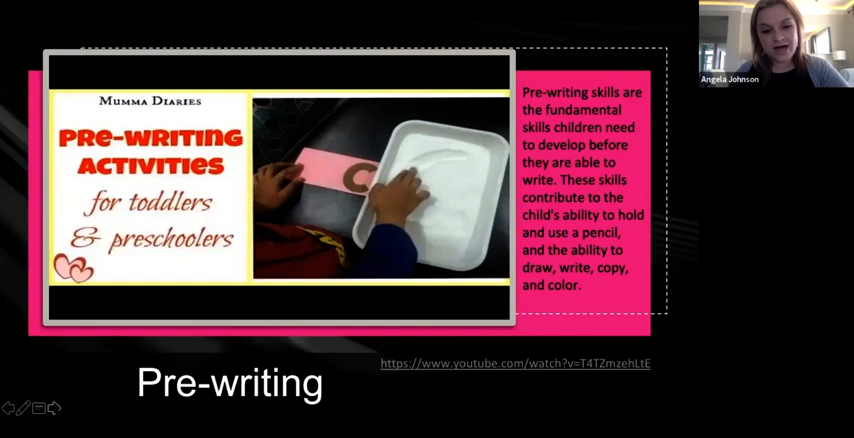 Angela Johnson
Mumma Diaries
PRE-WRITING
ACTIVITIES
for toddlers
& preschoolers
C
Pre-writing skills are
the fundamental
skills children need
to develop before
they are able to
write. These skills
contribute to the
child's ability to hold
and use a pencil,
and the ability to
draw, write, copy,
and color.
https://www.youtube.com/watch?v=T4TZmzehLtE
Pre-writing